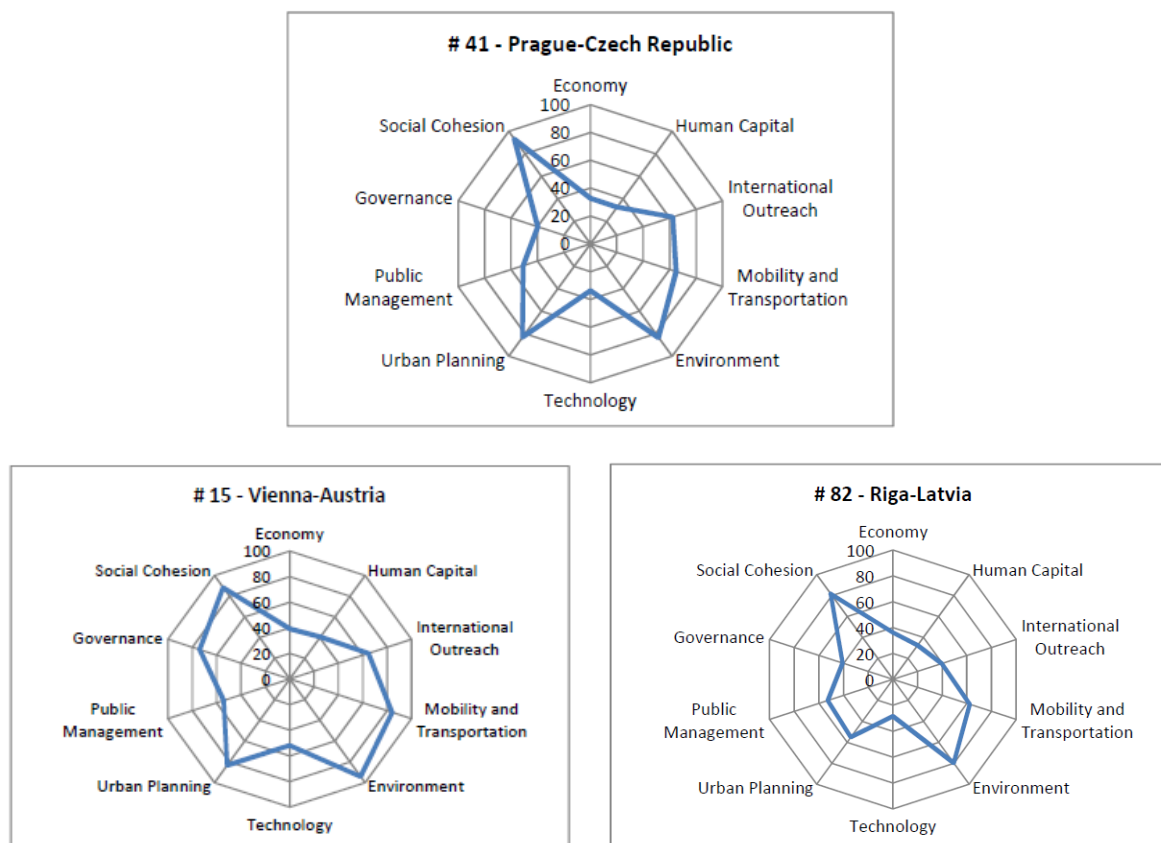 # 41 - Prague-Czech Republic
Economy
100
80
60
40
20
0
Human Capital
International
Outreach
Mobility and
Transportation
Environment
Technology
Urban Planning
Public
Management
Governance
Social Cohesion
# 15 - Vienna-Austria
Economy
100
80
60
40
20
0
Human Capital
International
Outreach
Mobility and
Transportation
Environment
Technology
Urban Planning
Public
Management
Governance
Social Cohesion
# 82 - Riga-Latvia
Economy
100
80
60
40
20
0
Human Capital
International
Outreach
Mobility and
Transportation
Environment
Technology
Urban Planning
Public
Management
Governance
Social Cohesion